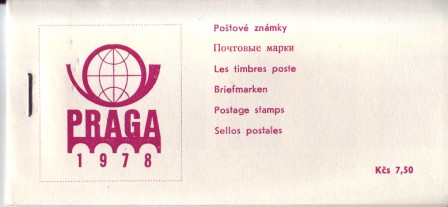 PRAGA
1978
Poštové známky
Почтовые марки
Les timbres poste
Briefmarken
Postage stamps
Sellos postales
Kčs 7,50